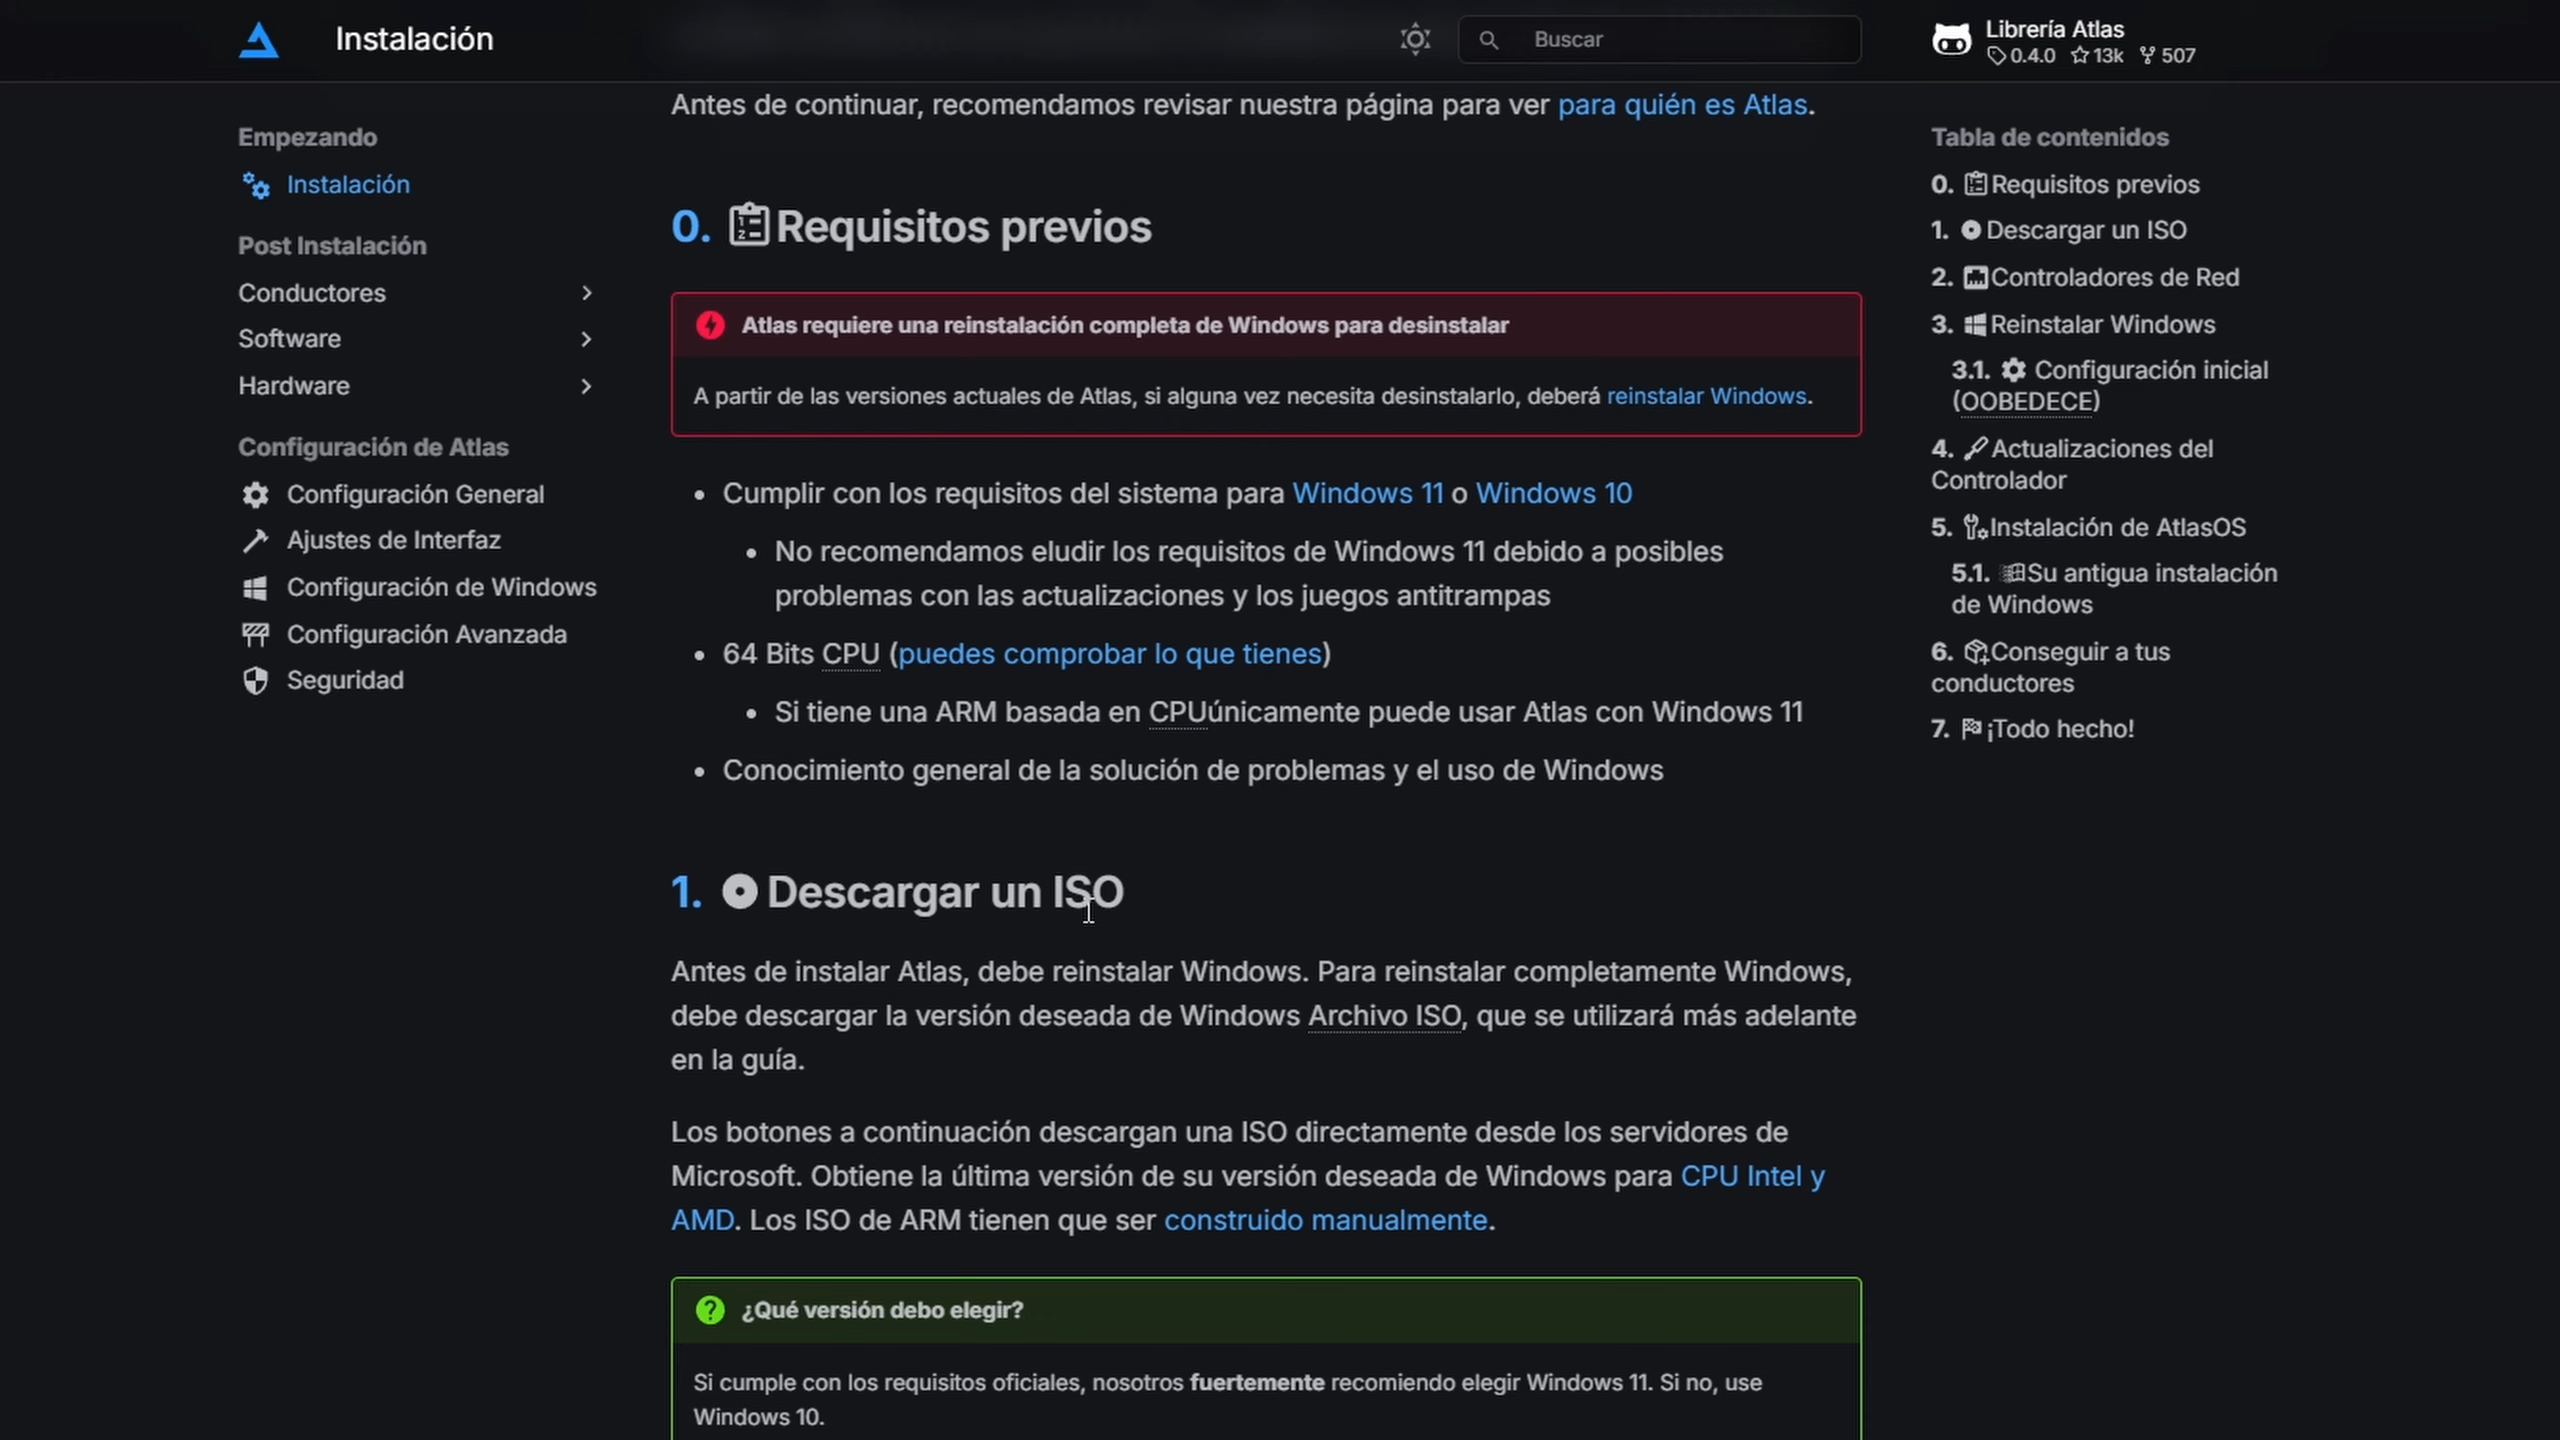 Instalación
Buscar
Librería Atlas
0.4.0 13k 507
Empezando
Instalación
Post Instalación
Conductores
Software
Hardware
Configuración de Atlas
Configuración General
Ajustes de Interfaz
Configuración de Windows
Configuración Avanzada
Seguridad
Antes de continuar, recomendamos revisar nuestra página para ver para quién es Atlas.
0. Requisitos previos
Atlas requiere una reinstalación completa de Windows para desinstalar
A partir de las versiones actuales de Atlas, si alguna vez necesita desinstalarlo, deberá reinstalar Windows.
• Cumplir con los requisitos del sistema para Windows 11 o Windows 10
• No recomendamos eludir los requisitos de Windows 11 debido a posibles
problemas con las actualizaciones y los juegos antitrampas
• 64 Bits CPU (puedes comprobar lo que tienes)
• Si tiene una ARM basada en CPUúnicamente puede usar Atlas con Windows 11
• Conocimiento general de la solución de problemas y el uso de Windows
1. Descargar un ISO
Antes de instalar Atlas, debe reinstalar Windows. Para reinstalar completamente Windows,
debe descargar la versión deseada de Windows Archivo ISO, que se utilizará más adelante
en la guía.
Los botones a continuación descargan una ISO directamente desde los servidores de
Microsoft. Obtiene la última versión de su versión deseada de Windows para CPU Intel y
AMD. Los ISO de ARM tienen que ser construido manualmente.
¿Qué versión debo elegir?
Si cumple con los requisitos oficiales, nosotros fuertemente recomiendo elegir Windows 11. Si no, use
Windows 10.
Tabla de contenidos
0. Requisitos previos
1. Descargar un ISO
2. Controladores de Red
3. Reinstalar Windows
3.1. Configuración inicial
(OOBEDECE)
4. Actualizaciones del
Controlador
5. Instalación de AtlasOS
5.1. Su antigua instalación
de Windows
6. Conseguir a tus
conductores
7. ¡Todo hecho!